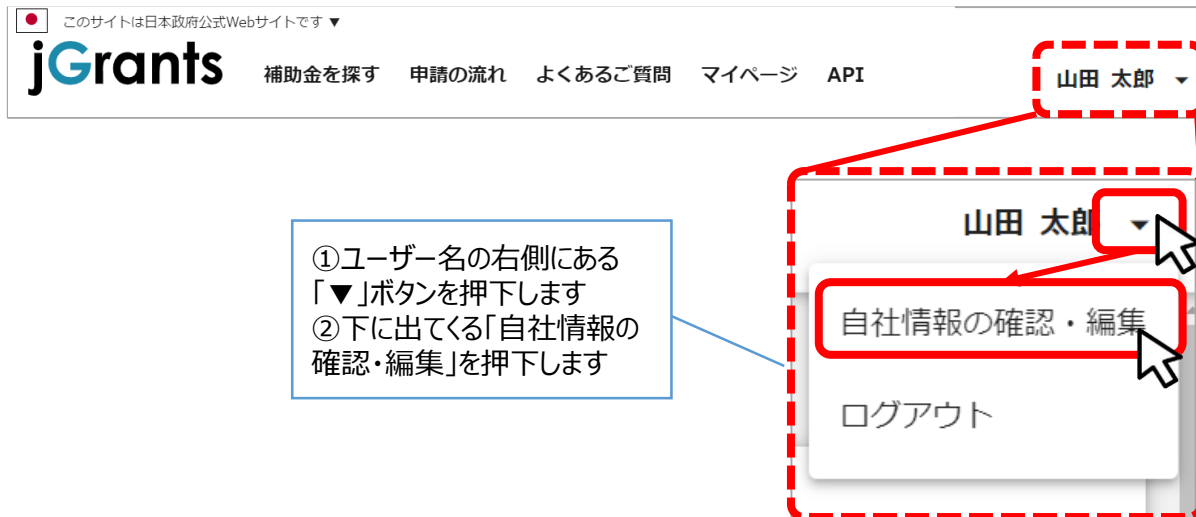 このサイトは日本政府公式Webサイトです ▼
jGrants 補助金を探す 申請の流れ よくあるご質問 マイページ API 山田 太郎 ▼
山田 太郎 ▼
①ユーザー名の右側にある
「▼」ボタンを押下します
②下に出てくる「自社情報の
確認・編集」を押下します
自社情報の確認・編集
ログアウト